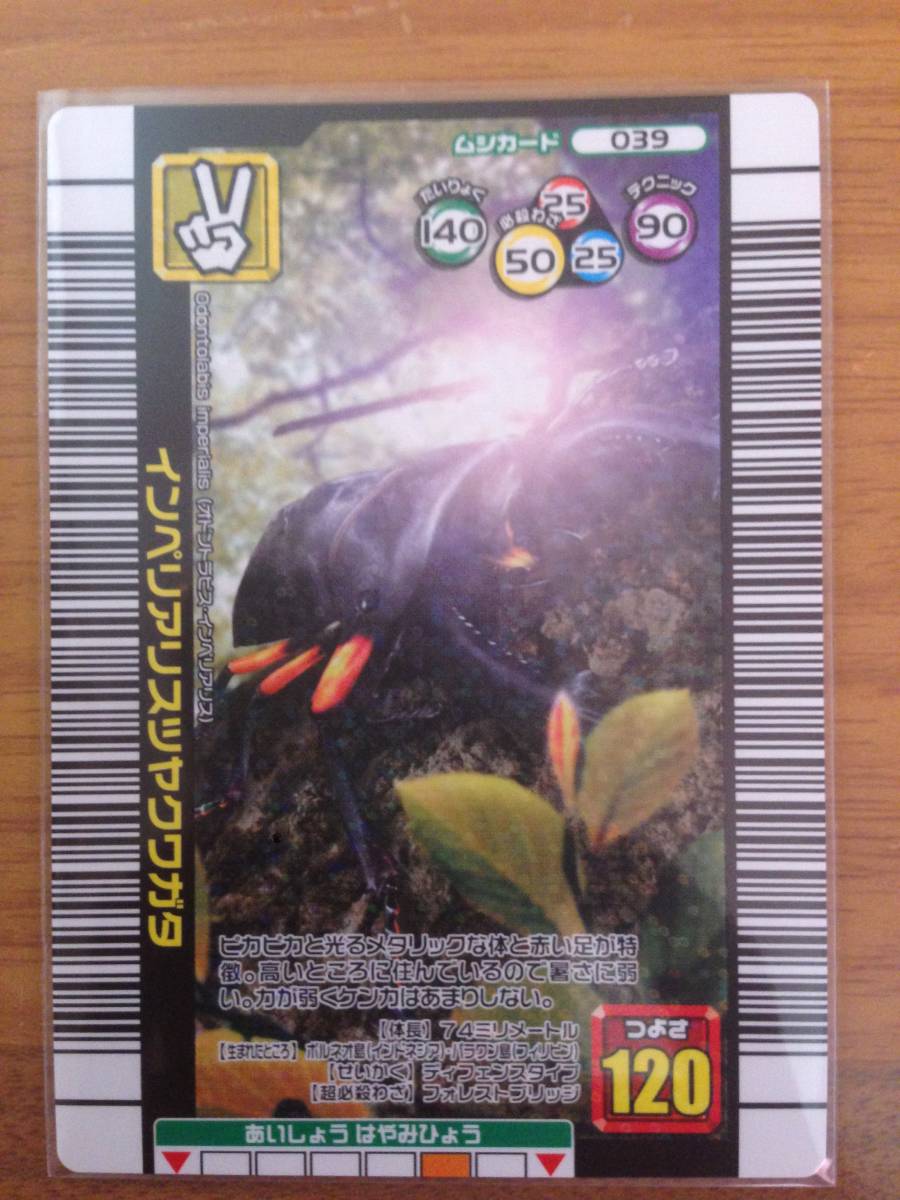 ムシカード 039
たいりょく
140
必殺わざ
25
50
25
テクニック
90
Odontolabis imperialis (オドントラビス・インペリアリス)
インペリアリスツヤクワガタ
ピカピカと光るメタリックな体と赤い足が特
徴。高いところに住んでいるので暑さに弱
い。力が弱くケンカはあまりしない。
【体長】 74ミリメートル
【生まれたところ】 ボルネオ島(インドネシア)・パラワン島(フィリピン)
【せいかく】 ディフェンスタイプ
【超必殺わざ】 フォレストブリッジ
つよさ
120
あいしょう はやみひょう